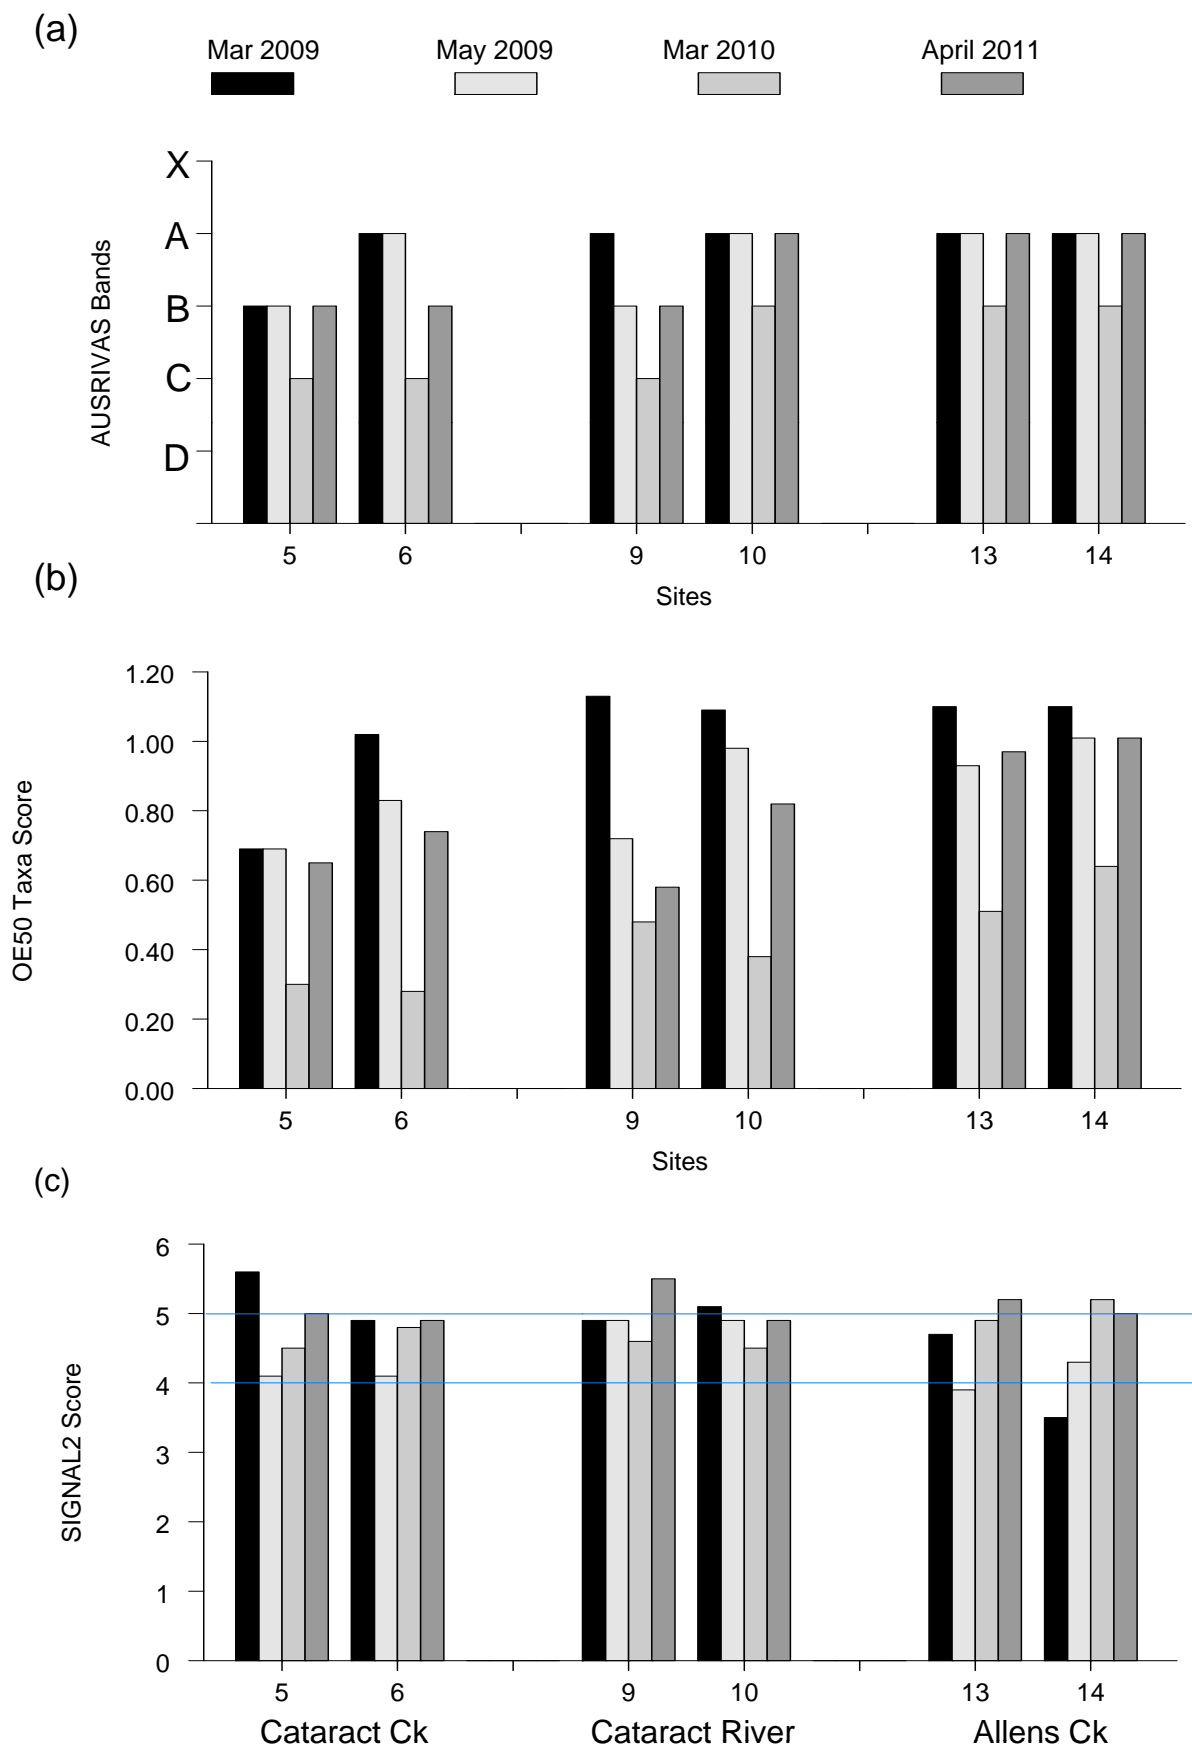 (a)
Mar 2009 May 2009 Mar 2010 April 2011
X
A
B
C
D
AUSRIVAS Bands
5 6 9 10 13 14
Sites
(b)
1.20
1.00
0.80
0.60
0.40
0.20
0.00
OE50 Taxa Score
5 6 9 10 13 14
Sites
(c)
6
5
4
3
2
1
0
SIGNAL2 Score
5 6 9 10 13 14
Cataract Ck Cataract River Allens Ck